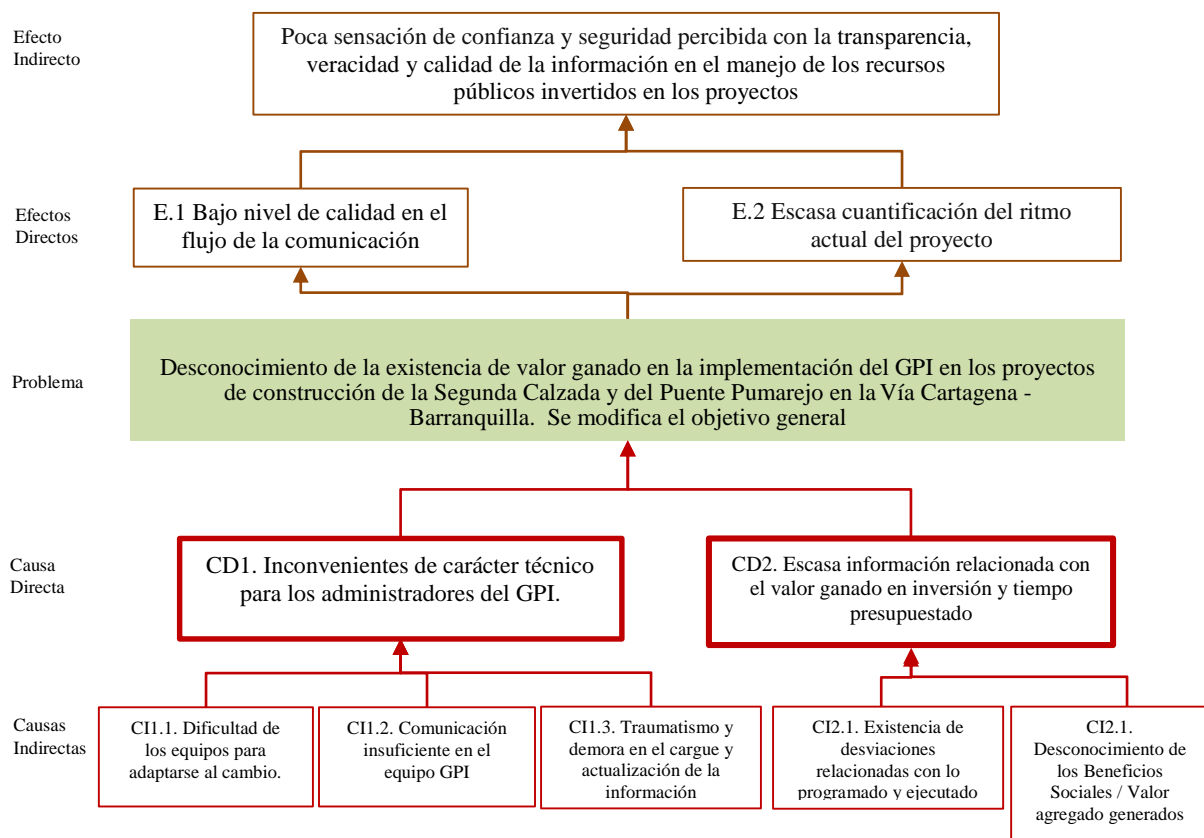 Efecto
Indirecto
Poca sensación de confianza y seguridad percibida con la transparencia,
veracidad y calidad de la información en el manejo de los recursos
públicos invertidos en los proyectos
Efectos
Directos
E.1 Bajo nivel de calidad en el
flujo de la comunicación
E.2 Escasa cuantificación del ritmo
actual del proyecto
Problema
Desconocimiento de la existencia de valor ganado en la implementación del GPI en los proyectos
de construcción de la Segunda Calzada y del Puente Pumarejo en la Vía Cartagena -
Barranquilla. Se modifica el objetivo general
Causa
Directa
CD1. Inconvenientes de carácter técnico
para los administradores del GPI.
CD2. Escasa información relacionada con
el valor ganado en inversión y tiempo
presupuestado
Causas
Indirectas
CI1.1. Dificultad de
los equipos para
adaptarse al cambio.
CI1.2. Comunicación
insuficiente en el
equipo GPI
CI1.3. Traumatismo y
demora en el cargue y
actualización de la
información
CI2.1. Existencia de
desviaciones
relacionadas con lo
programado y ejecutado
CI2.1.
Desconocimiento de
los Beneficios
Sociales / Valor
agregado generados